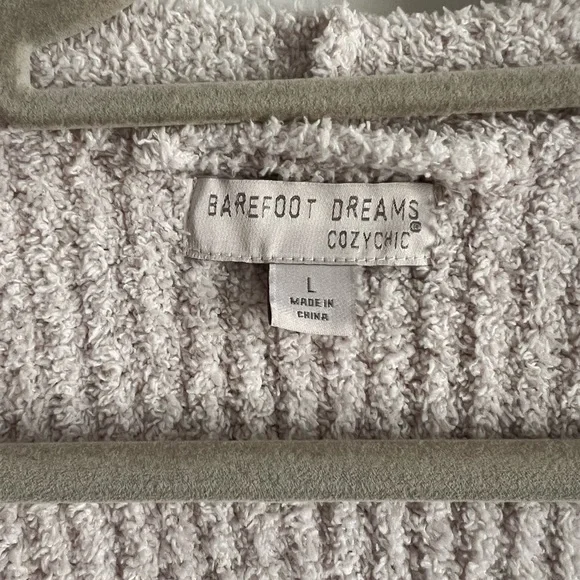 BAREFOOT DREAMS
COZYCHIC®
L
MADE IN
CHINA